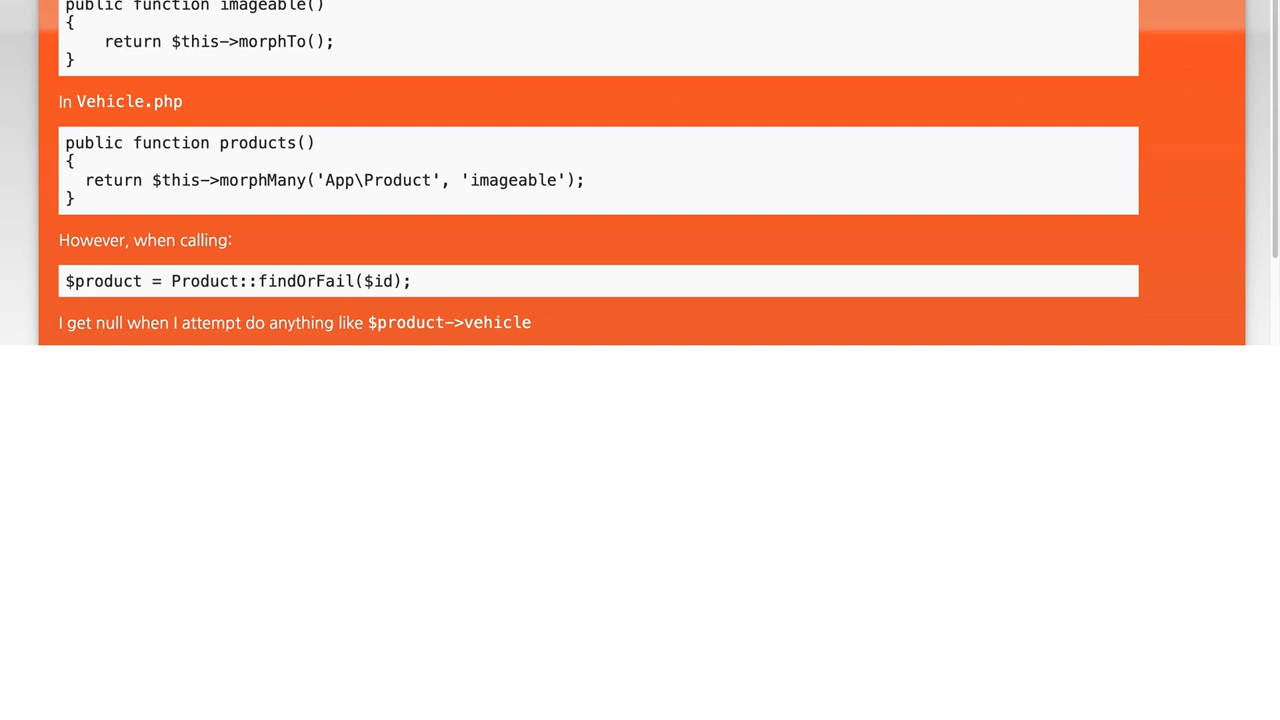 public function imageable()
{
    return $this->morphTo();
}
In Vehicle.php
public function products()
{
  return $this->morphMany('App\Product', 'imageable');
}
However, when calling:
$product = Product::findOrFail($id);
I get null when I attempt do anything like $product->vehicle